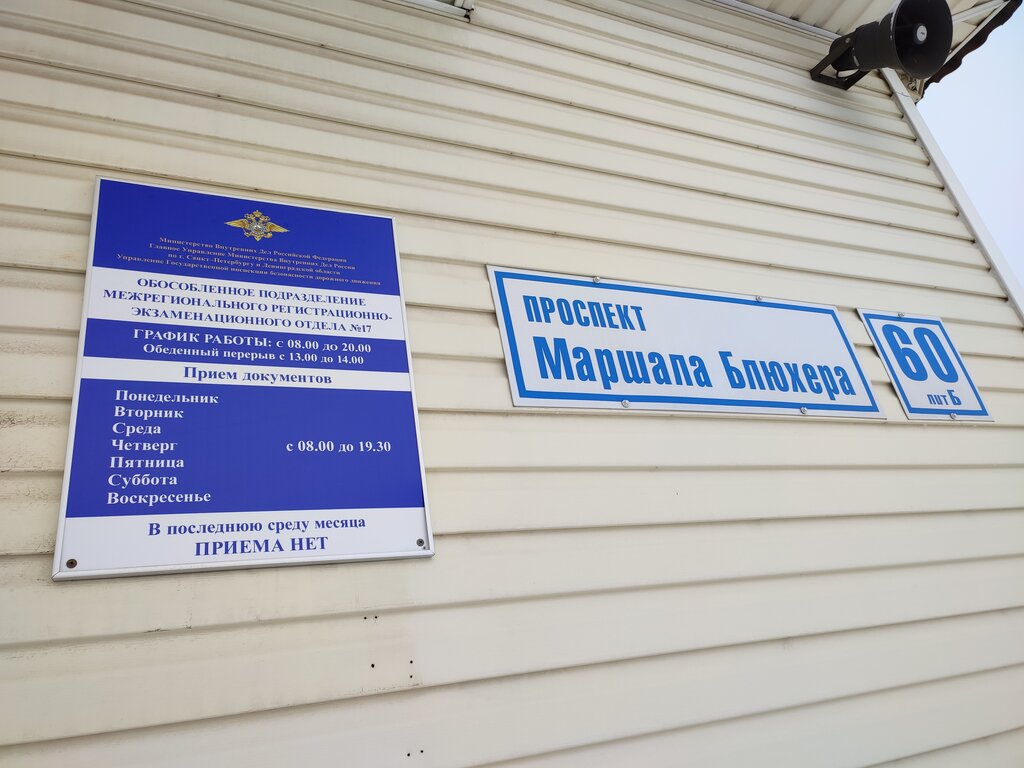 Министерство Внутренних Дел Российской Федерации
Главное Управление Министерства Внутренних Дел России
по г. Санкт-Петербургу и Ленинградской области
Управление Государственной инспекции безопасности дорожного движения
ОБОСОБЛЕННОЕ ПОДРАЗДЕЛЕНИЕ
МЕЖРЕГИОНАЛЬНОГО РЕГИСТРАЦИОННО-
ЭКЗАМЕНАЦИОННОГО ОТДЕЛА №17
ГРАФИК РАБОТЫ: с 08.00 до 20.00
Обеденный перерыв с 13.00 до 14.00
Прием документов
Понедельник
Вторник
Среда
Четверг с 08.00 до 19.30
Пятница
Суббота
Воскресенье
В последнюю среду месяца
ПРИЕМА НЕТ
ПРОСПЕКТ
Маршала Блюхера
60
лит Б